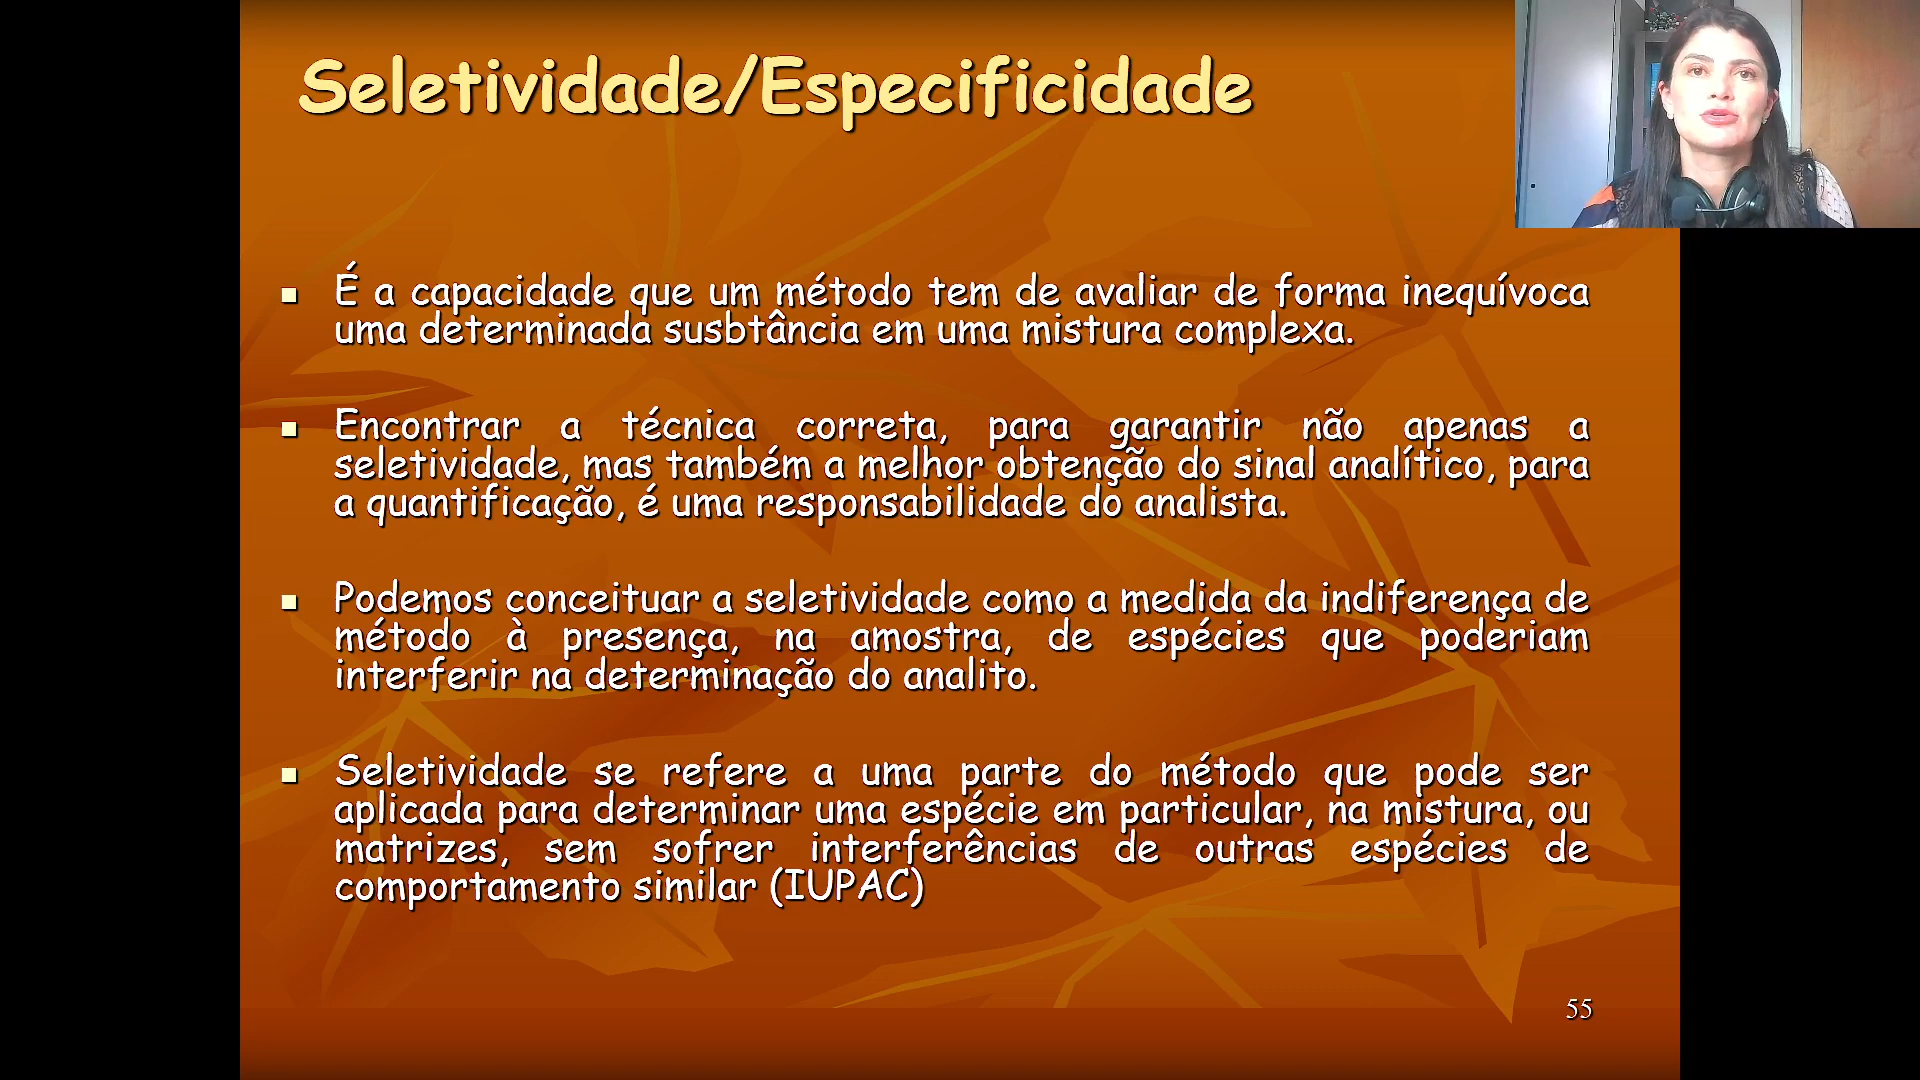 Seletividade/Especificidade
É a capacidade que um método tem de avaliar de forma inequívoca
uma determinada susbtância em uma mistura complexa.
Encontrar a técnica correta, para garantir não apenas a
seletividade, mas também a melhor obtenção do sinal analítico, para
a quantificação, é uma responsabilidade do analista.
Podemos conceituar a seletividade como a medida da indiferença de
método à presença, na amostra, de espécies que poderiam
interferir na determinação do analito.
Seletividade se refere a uma parte do método que pode ser
aplicada para determinar uma espécie em particular, na mistura, ou
matrizes, sem sofrer interferências de outras espécies de
comportamento similar (IUPAC)
55